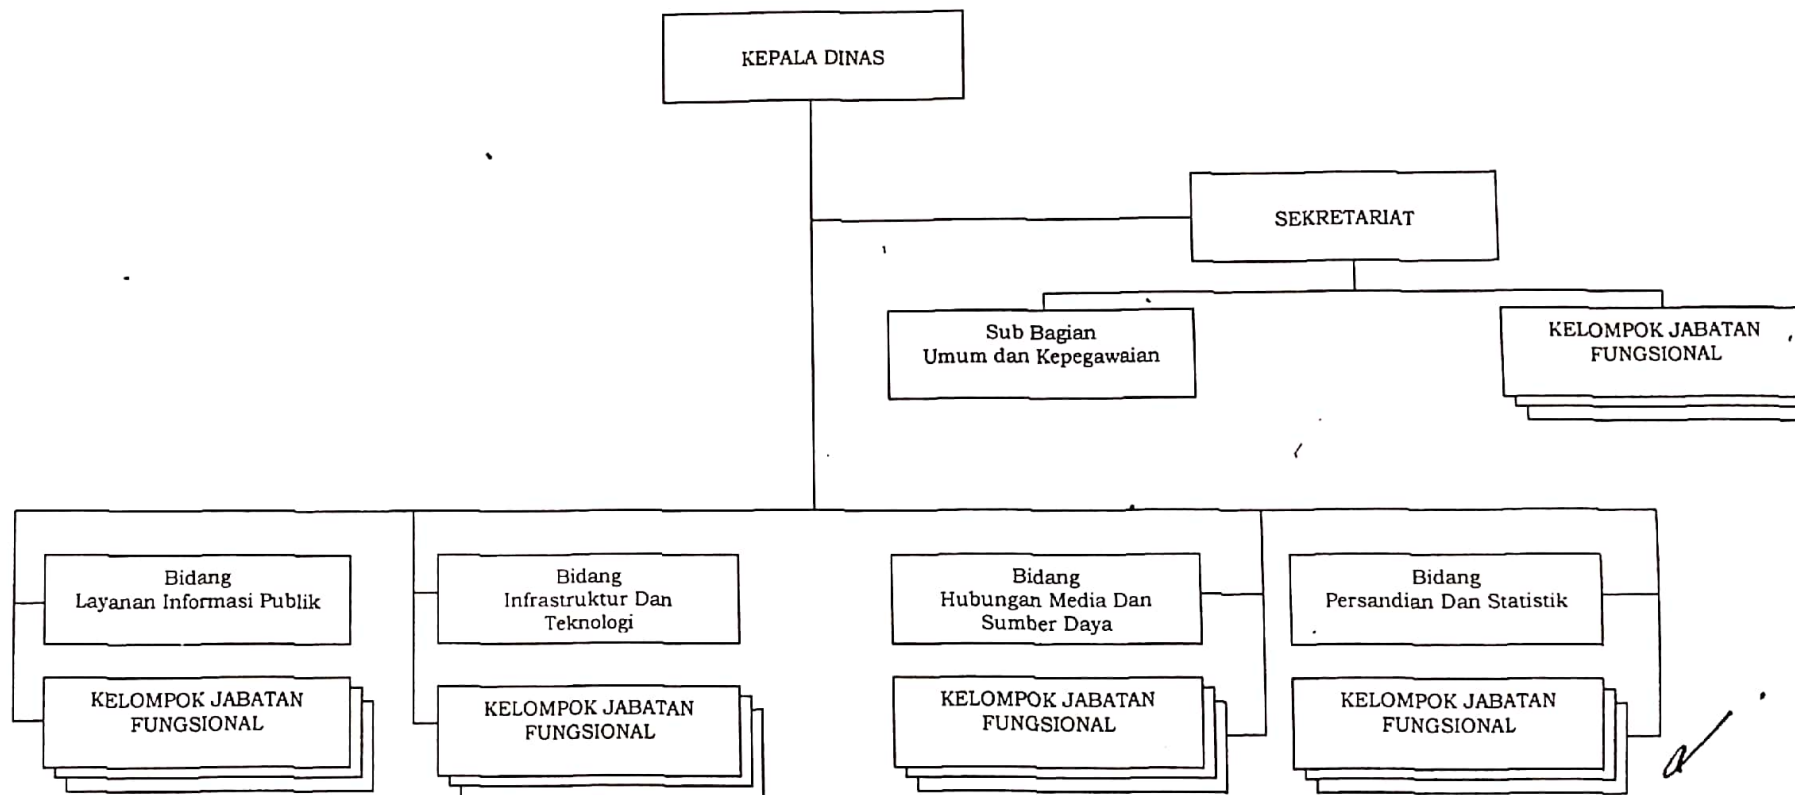 KEPALA DINAS
SEKRETARIAT
Sub Bagian
Umum dan Kepegawaian
KELOMPOK JABATAN
FUNGSIONAL
Bidang
Layanan Informasi Publik
Bidang
Infrastruktur Dan
Teknologi
Bidang
Hubungan Media Dan
Sumber Daya
Bidang
Persandian Dan Statistik
KELOMPOK JABATAN
FUNGSIONAL
KELOMPOK JABATAN
FUNGSIONAL
KELOMPOK JABATAN
FUNGSIONAL
KELOMPOK JABATAN
FUNGSIONAL